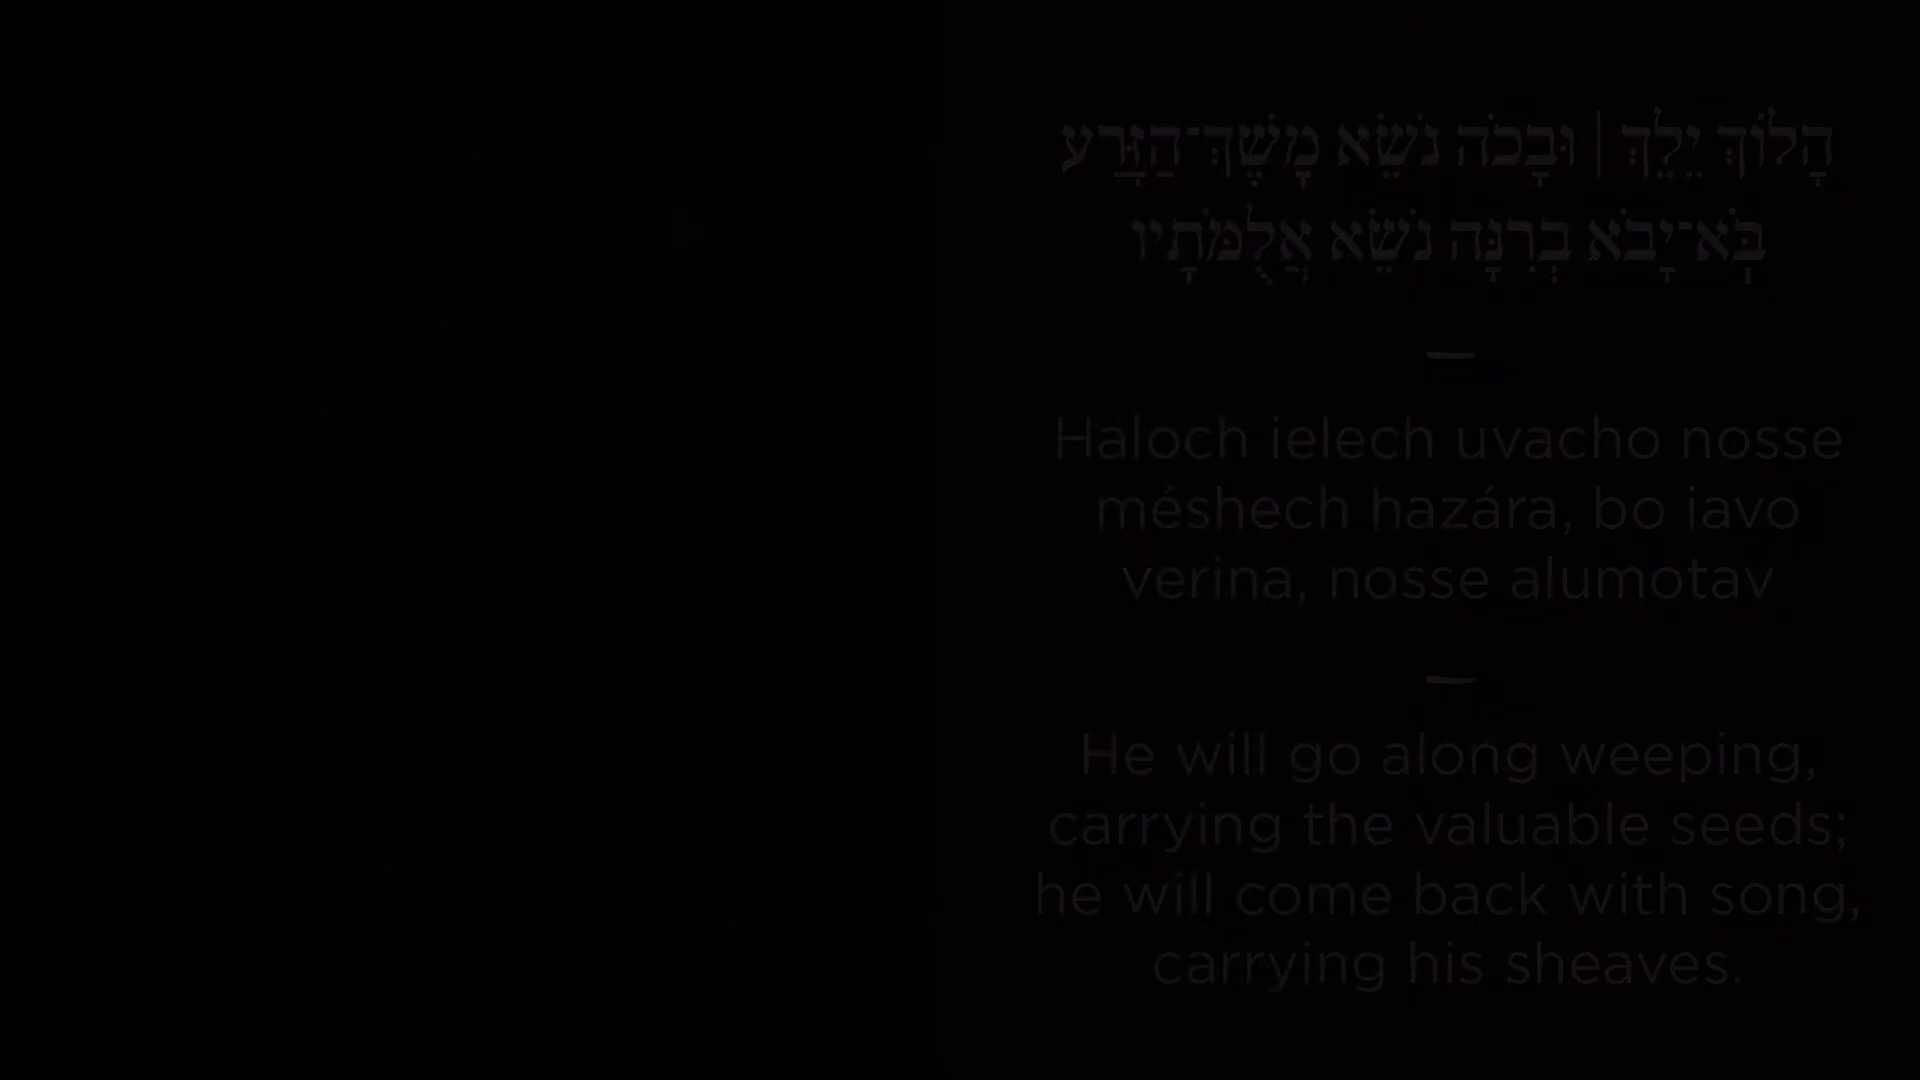 הָל֘וֹךְ יֵלֵ֨ךְ | וּבָכֹה֮ נֹשֵׂ֪א מֶֽשֶׁךְ־הַזָּ֫רַע
בֹּֽא־יָבֹ֥א בְרִנָּ֑ה נֹ֝שֵׂ֗א אֲלֻמֹּתָֽיו
Haloch ielech uvacho nosse
méshech hazára, bo iavo
verina, nosse alumotav
He will go along weeping,
carrying the valuable seeds;
he will come back with song,
carrying his sheaves.